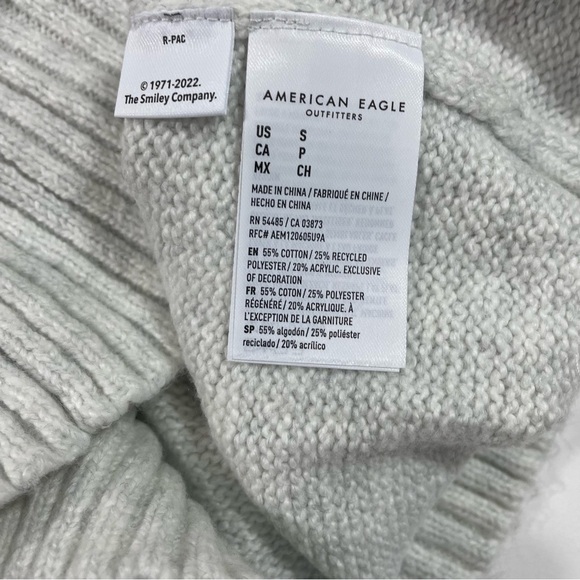 R-PAC
© 1971-2022.
The Smiley Company.
AMERICAN EAGLE
OUTFITTERS
US S
CA P
MX CH
MADE IN CHINA / FABRIQUÉ EN CHINE /
HECHO EN CHINA
RN 54485 / CA 03873
RFC# AEM120605U9A
EN 55% COTTON / 25% RECYCLED
POLYESTER / 20% ACRYLIC. EXCLUSIVE
OF DECORATION
FR 55% COTON / 25% POLYESTER
RÉGÉNÉRÉ / 20% ACRYLIQUE. À
L'EXCEPTION DE LA GARNITURE
SP 55% algodón / 25% poliéster
reciclado / 20% acrílico